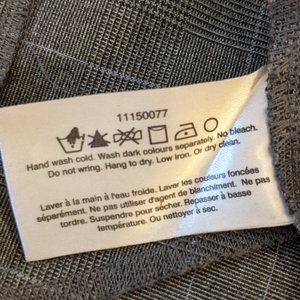 11150077
Hand wash cold. Wash dark colours separately. No bleach.
Do not wring. Hang to dry. Low iron. Or dry clean.
Laver à la main à l'eau froide. Laver les couleurs foncées
séparément. Ne pas utiliser d'agent de blanchiment. Ne pas
tordre. Suspendre pour sécher. Repasser à basse
température. Ou nettoyer à sec.